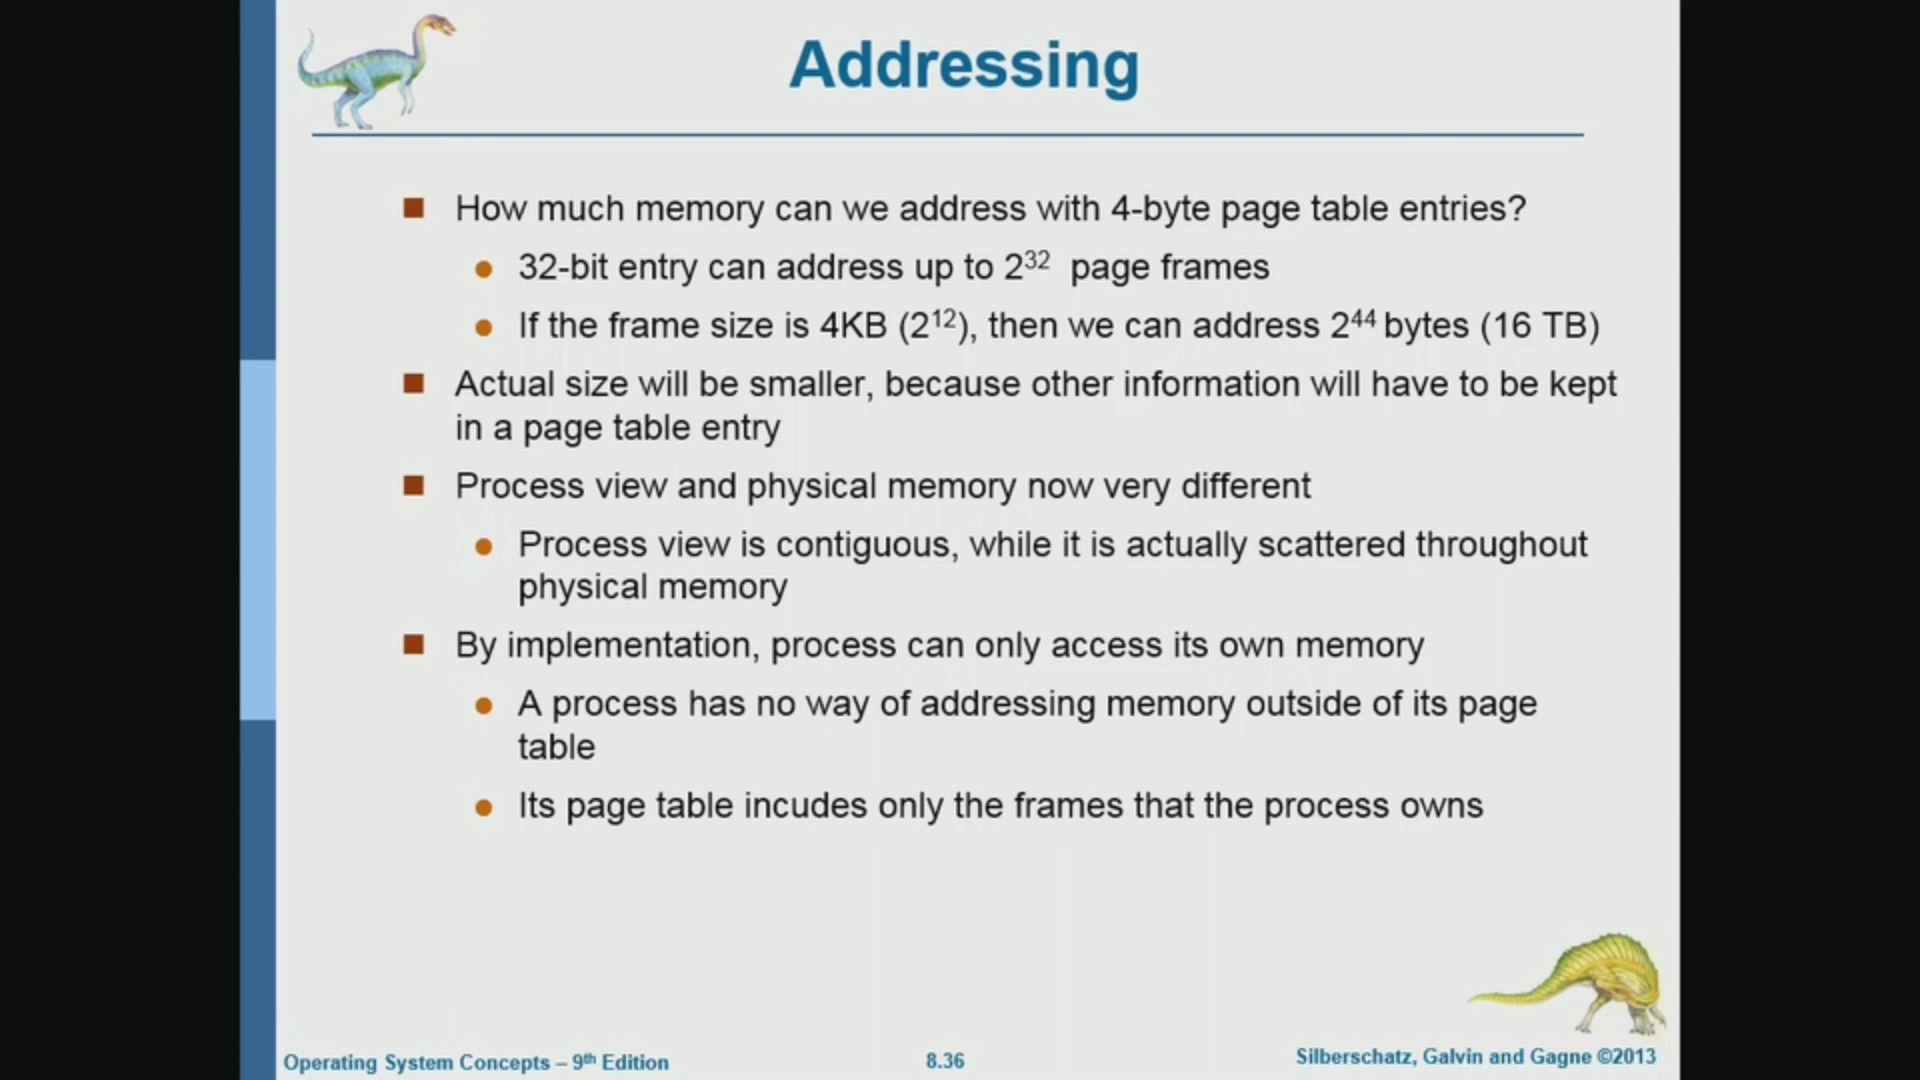 Addressing
How much memory can we address with 4-byte page table entries?
32-bit entry can address up to 2³² page frames
If the frame size is 4KB (2¹²), then we can address 2⁴⁴ bytes (16 TB)
Actual size will be smaller, because other information will have to be kept
in a page table entry
Process view and physical memory now very different
Process view is contiguous, while it is actually scattered throughout
physical memory
By implementation, process can only access its own memory
A process has no way of addressing memory outside of its page
table
Its page table incudes only the frames that the process owns
Operating System Concepts – 9th Edition
8.36
Silberschatz, Galvin and Gagne ©2013